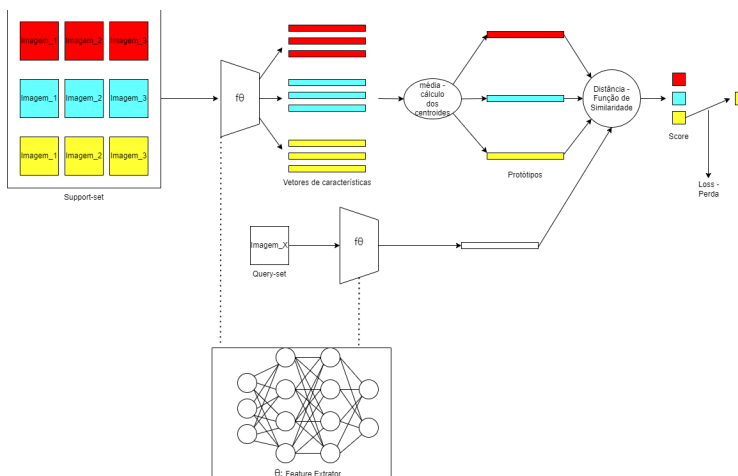 Imagem_1 Imagem_2 Imagem_3
Imagem_1 Imagem_2 Imagem_3
Imagem_1 Imagem_2 Imagem_3
Support-set
fθ
Vetores de características
média -
cálculo
dos
centroides
Protótipos
Distância -
Função de
Similaridade
Score
Loss -
Perda
Imagem_X
Query-set
fθ
θ: Feature Extrator